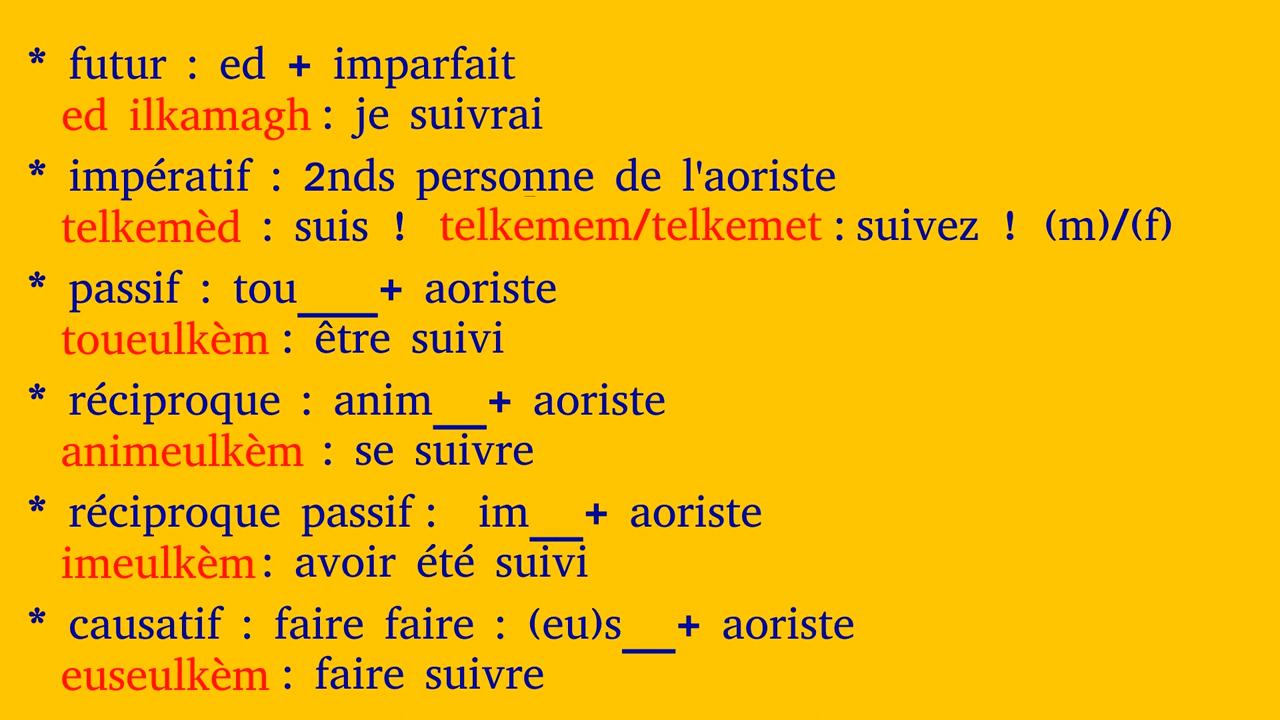 * futur : ed + imparfait
ed ilkamagh : je suivrai
* impératif : 2nds personne de l'aoriste
telkemèd : suis ! telkemem/telkemet : suivez ! (m)/(f)
* passif : tou___+ aoriste
toueulkèm : être suivi
* réciproque : anim__+ aoriste
animeulkèm : se suivre
* réciproque passif : im__+ aoriste
imeulkèm : avoir été suivi
* causatif : faire faire : (eu)s__+ aoriste
euseulkèm : faire suivre